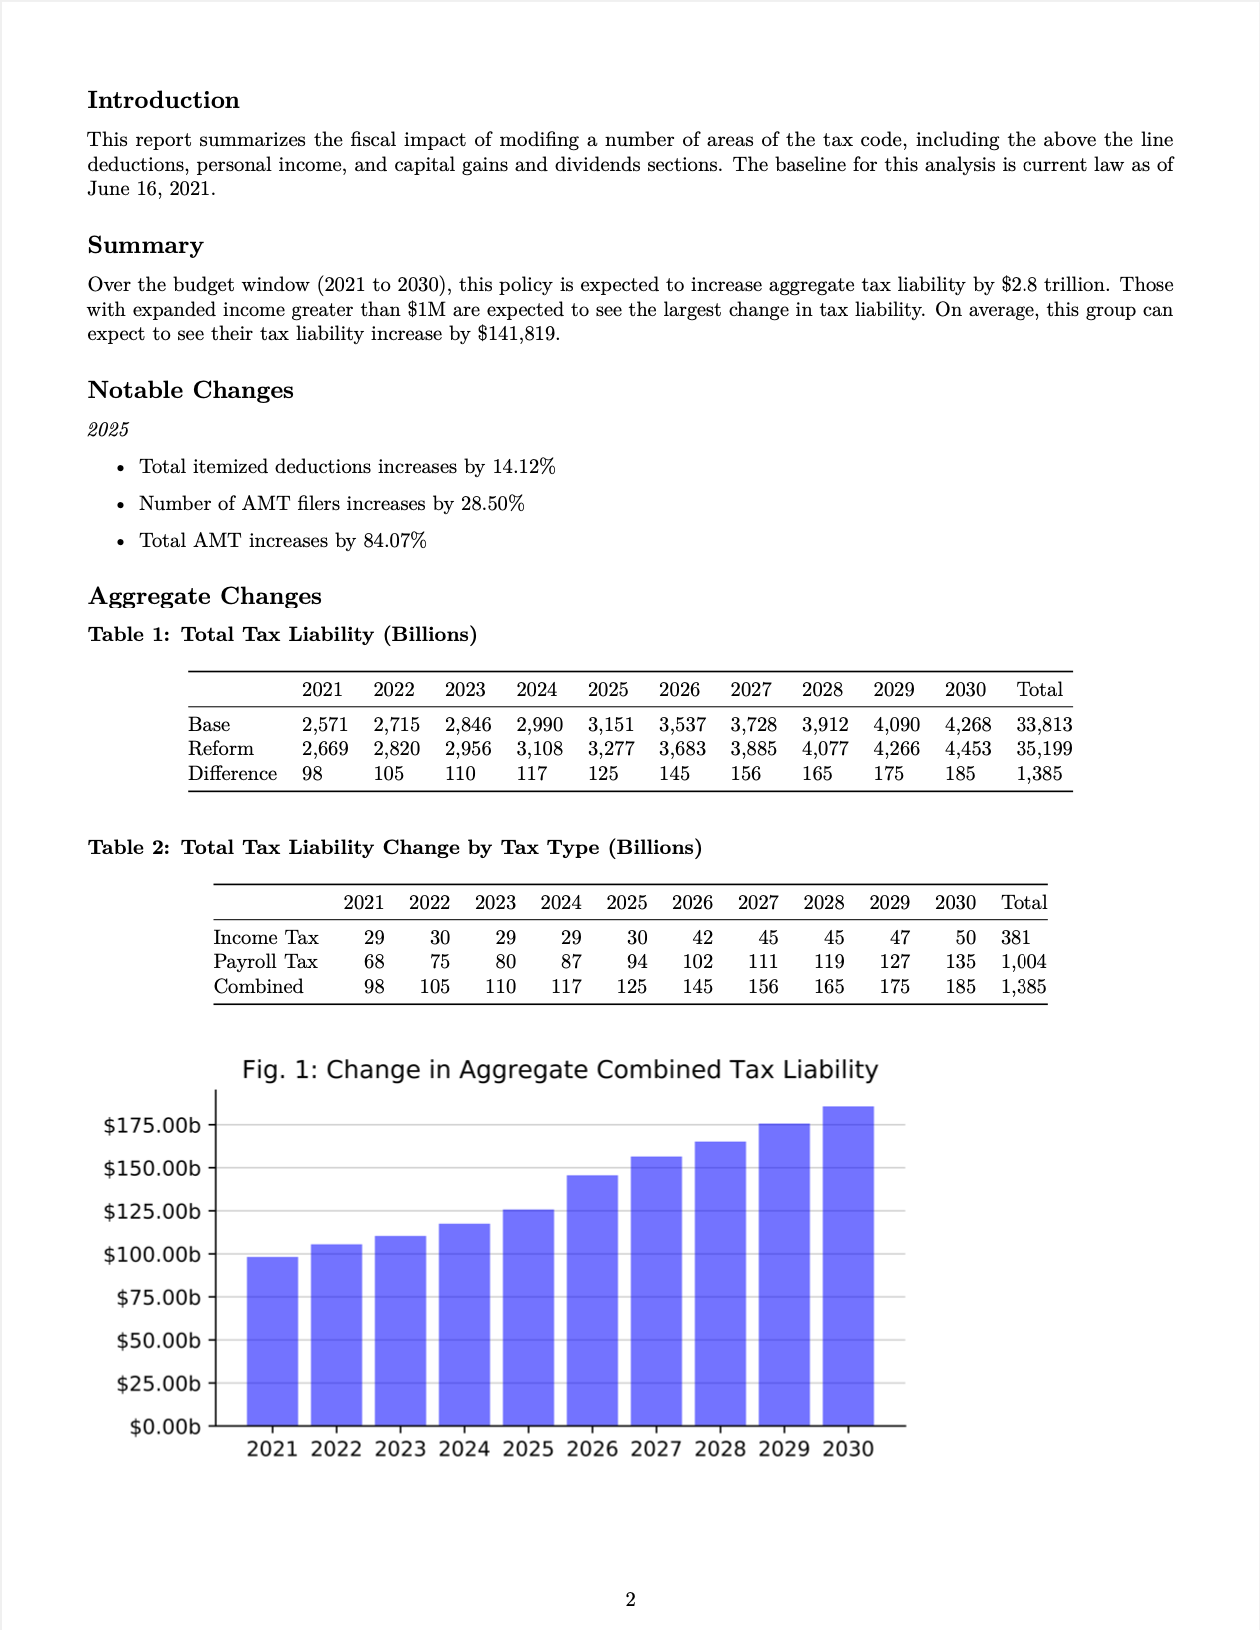 Introduction
This report summarizes the fiscal impact of modifing a number of areas of the tax code, including the above the line
deductions, personal income, and capital gains and dividends sections. The baseline for this analysis is current law as of
June 16, 2021.
Summary
Over the budget window (2021 to 2030), this policy is expected to increase aggregate tax liability by $2.8 trillion. Those
with expanded income greater than $1M are expected to see the largest change in tax liability. On average, this group can
expect to see their tax liability increase by $141,819.
Notable Changes
2025
• Total itemized deductions increases by 14.12%
• Number of AMT filers increases by 28.50%
• Total AMT increases by 84.07%
Aggregate Changes
Table 1: Total Tax Liability (Billions)
2021 2022 2023 2024 2025 2026 2027 2028 2029 2030 Total
Base 2,571 2,715 2,846 2,990 3,151 3,537 3,728 3,912 4,090 4,268 33,813
Reform 2,669 2,820 2,956 3,108 3,277 3,683 3,885 4,077 4,266 4,453 35,199
Difference 98 105 110 117 125 145 156 165 175 185 1,385
Table 2: Total Tax Liability Change by Tax Type (Billions)
2021 2022 2023 2024 2025 2026 2027 2028 2029 2030 Total
Income Tax 29 30 29 29 30 42 45 45 47 50 381
Payroll Tax 68 75 80 87 94 102 111 119 127 135 1,004
Combined 98 105 110 117 125 145 156 165 175 185 1,385
Fig. 1: Change in Aggregate Combined Tax Liability
$175.00b
$150.00b
$125.00b
$100.00b
$75.00b
$50.00b
$25.00b
$0.00b
2021 2022 2023 2024 2025 2026 2027 2028 2029 2030
2